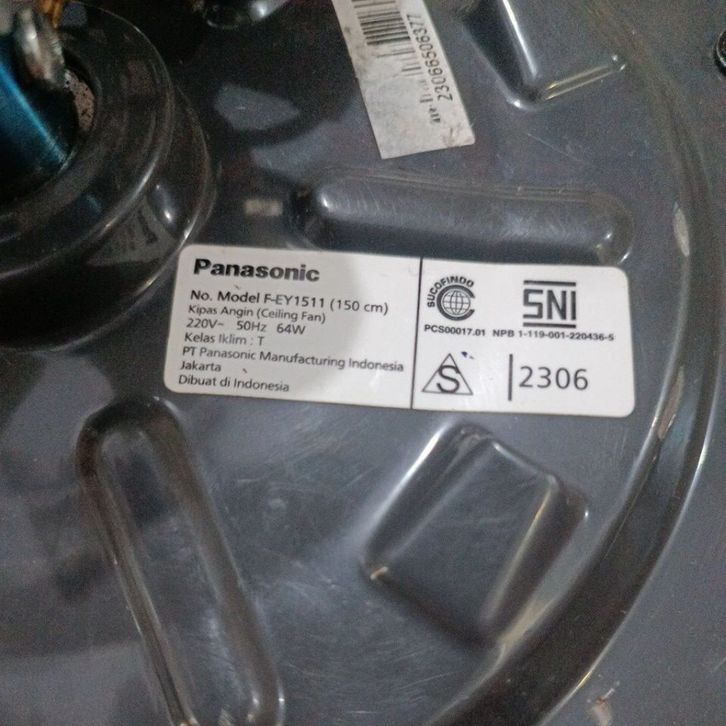 23066506377
Panasonic
No. Model F-EY1511 (150 cm)
Kipas Angin (Ceiling Fan)
220V~ 50Hz 64W
Kelas Iklim : T
PT Panasonic Manufacturing Indonesia
Jakarta
Dibuat di Indonesia
SUCOFINDO
SNI
PCS00017.01 NPB 1-119-001-220436-5
S
2306